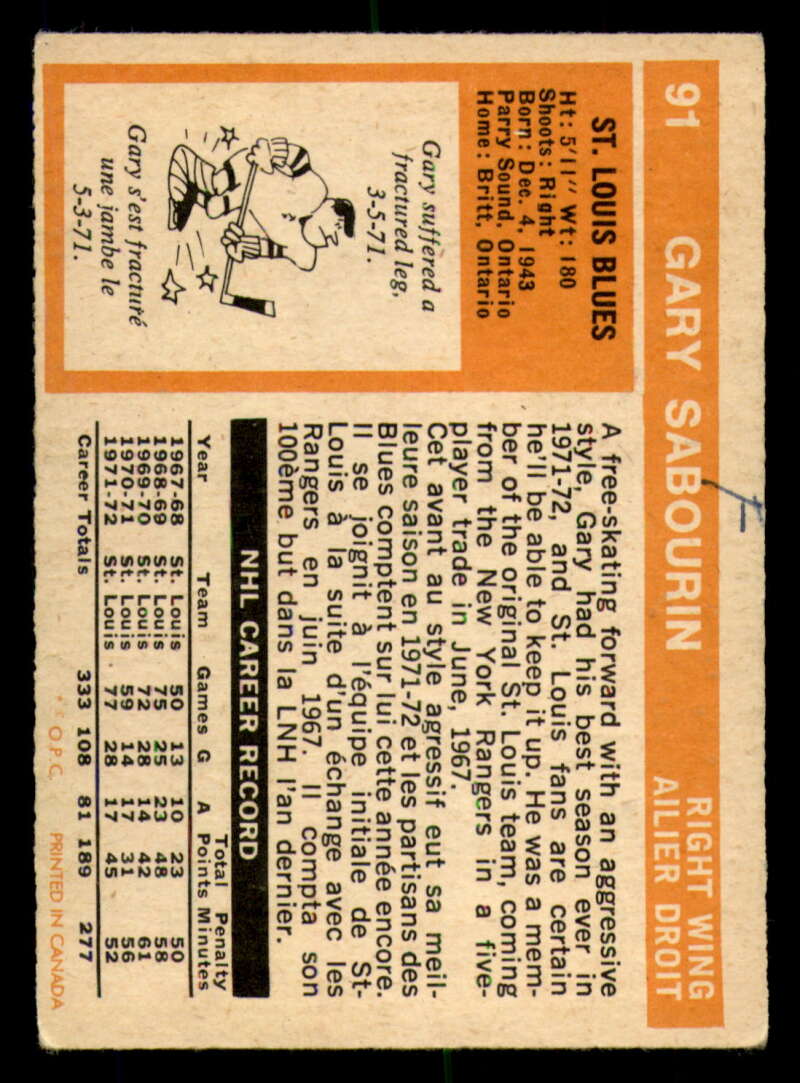 91 GARY SABOURIN
RIGHT WING
AILIER DROIT
ST. LOUIS BLUES
Ht: 5'11" Wt: 180
Shoots: Right
Born: Dec. 4, 1943
Parry Sound, Ontario
Home: Britt, Ontario
Gary suffered a
fractured leg,
3-5-71.
Gary s'est fracturé
une jambe le
5-3-71.
A free-skating forward with an aggressive
style, Gary had his best season ever in
1971-72, and St. Louis fans are certain
he'll be able to keep it up. He was a mem-
ber of the original St. Louis team, coming
from the New York Rangers in a five-
player trade in June, 1967.
Cet avant au style agressif eut sa meil-
leure saison en 1971-72 et les partisans des
Blues comptent sur lui cette année encore.
Il se joignit à l'équipe initiale de St-
Louis à la suite d'un échange avec les
Rangers en juin 1967. Il compta son
100ème but dans la LNH l'an dernier.
NHL CAREER RECORD
Total Penalty
Year Team Games G A Points Minutes
1967-68 St. Louis 50 13 10 23 50
1968-69 St. Louis 75 25 23 48 58
1969-70 St. Louis 72 28 14 42 61
1970-71 St. Louis 59 14 17 31 56
1971-72 St. Louis 77 28 17 45 52
Career Totals 333 108 81 189 277
* © O.P.C. PRINTED IN CANADA